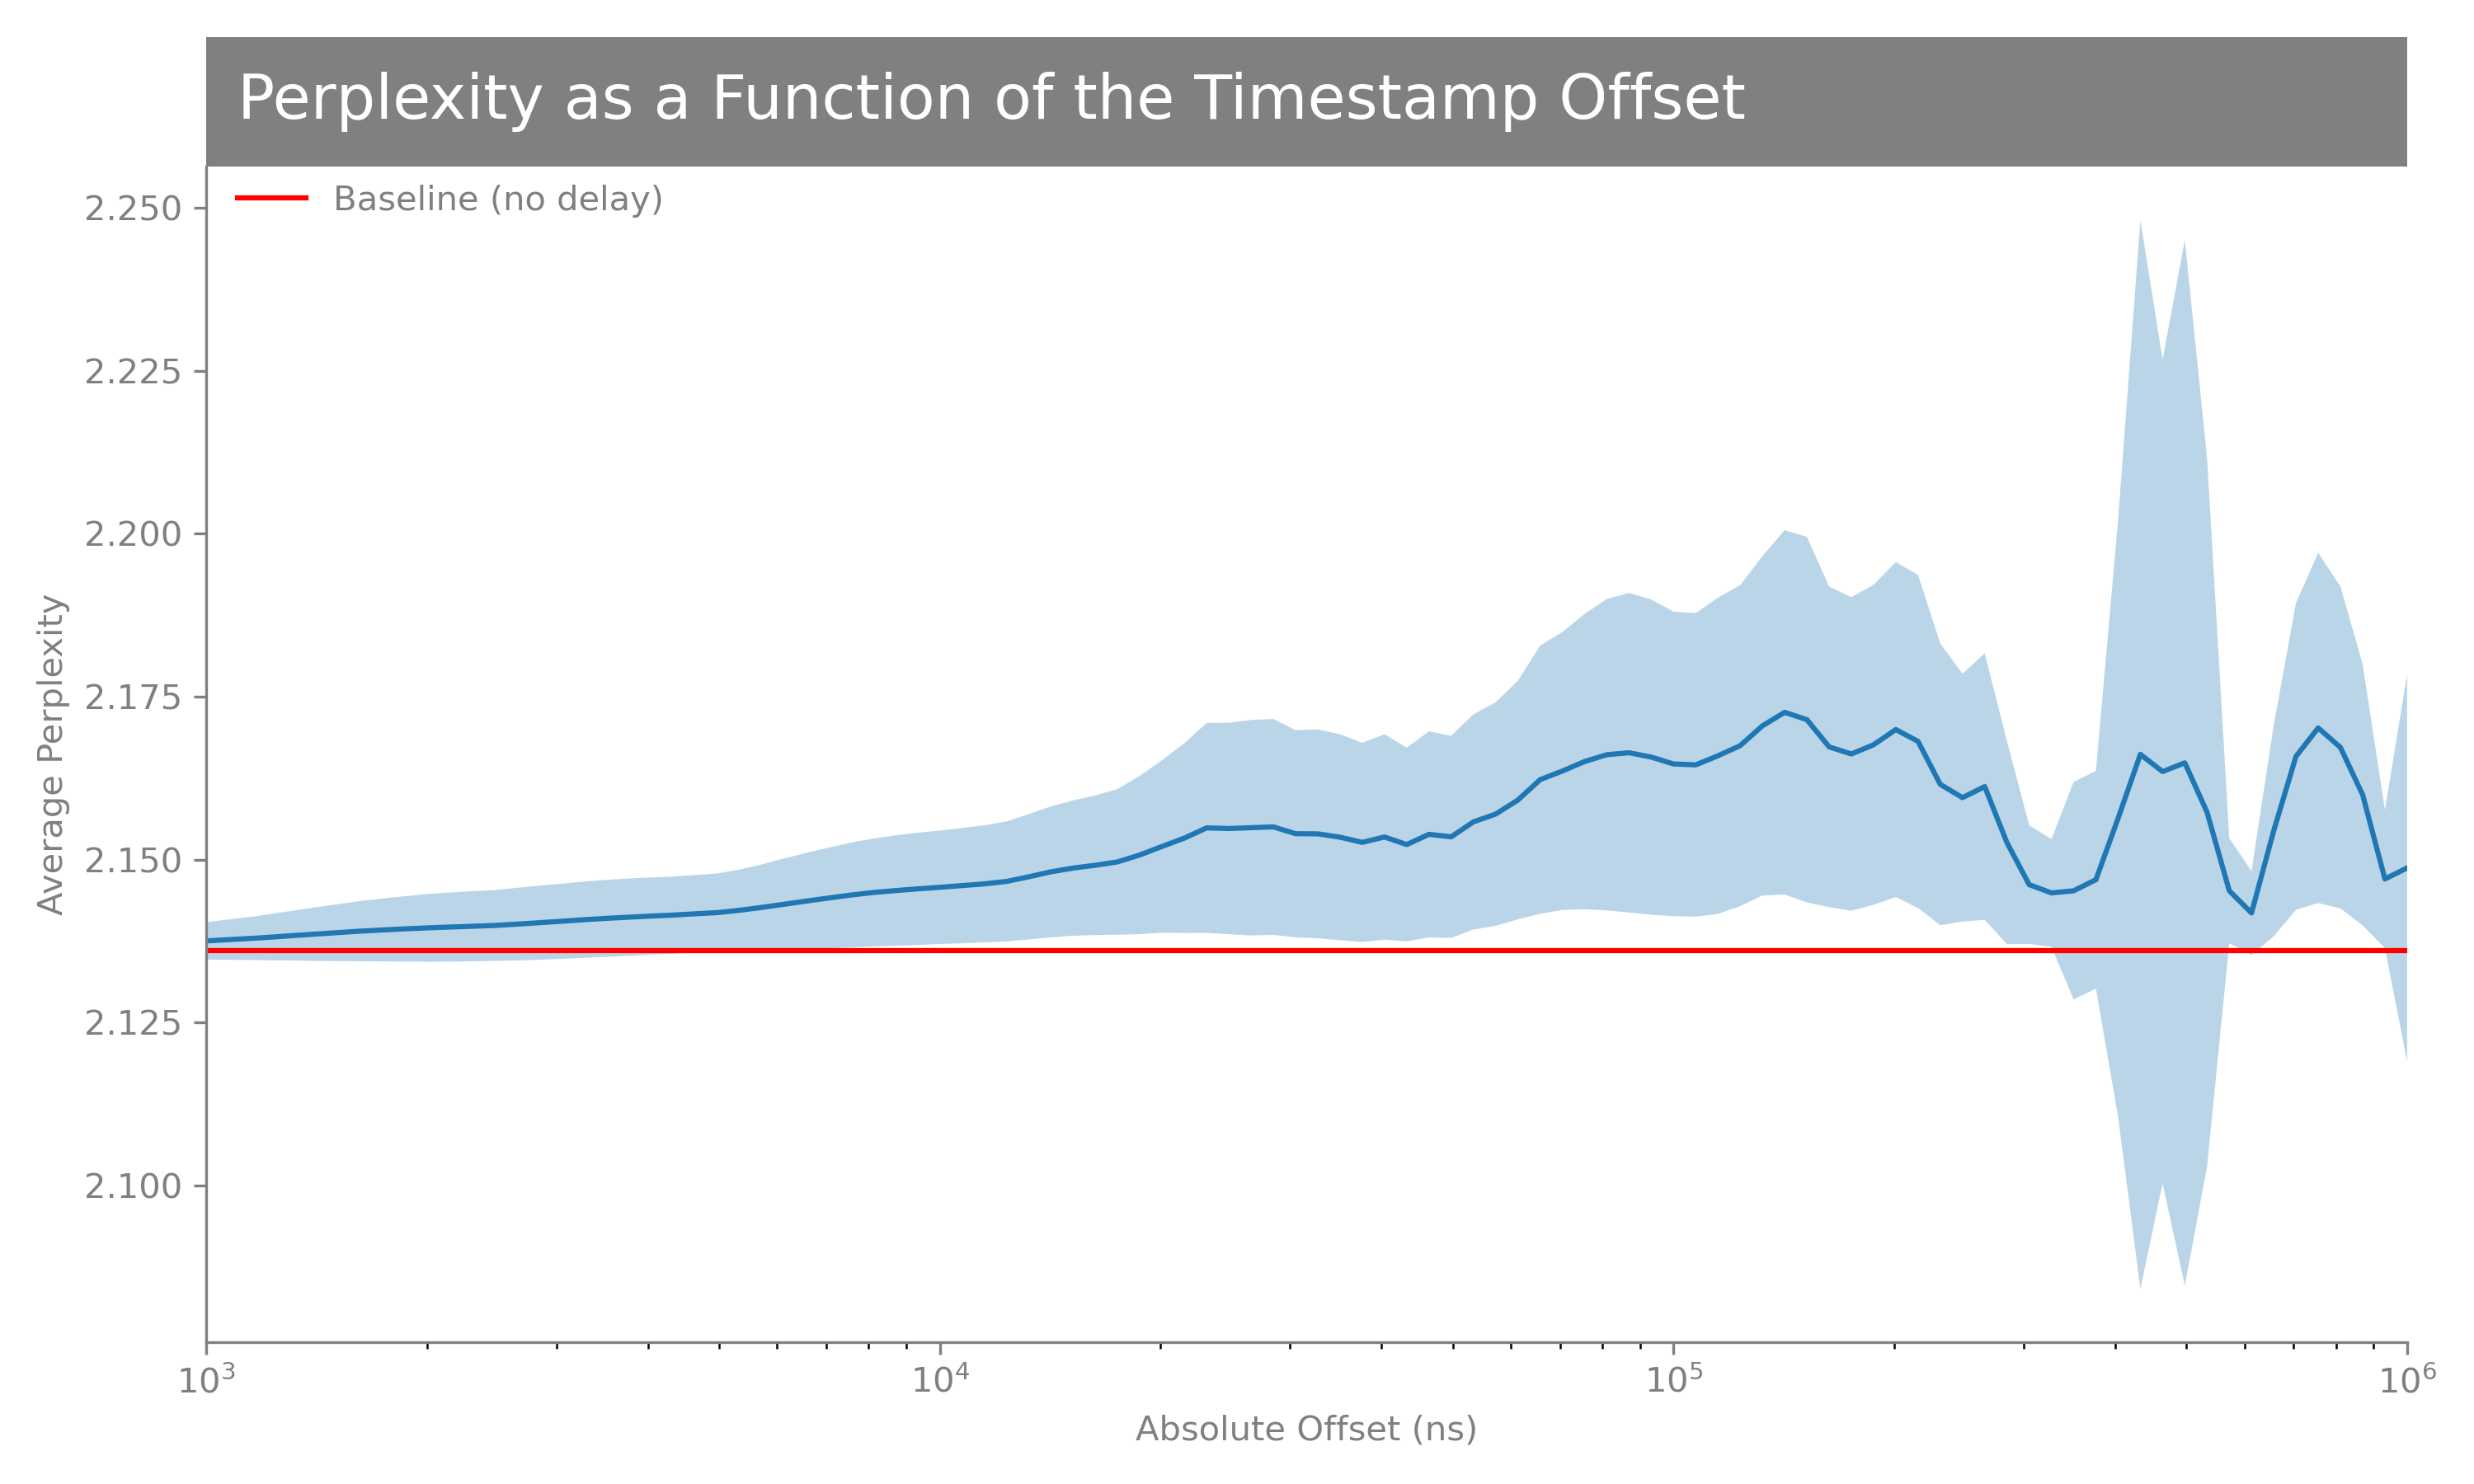 Perplexity as a Function of the Timestamp Offset
Baseline (no delay)
2.250
2.225
2.200
2.175
2.150
2.125
2.100
Average Perplexity
10³ 10⁴ 10⁵ 10⁶
Absolute Offset (ns)